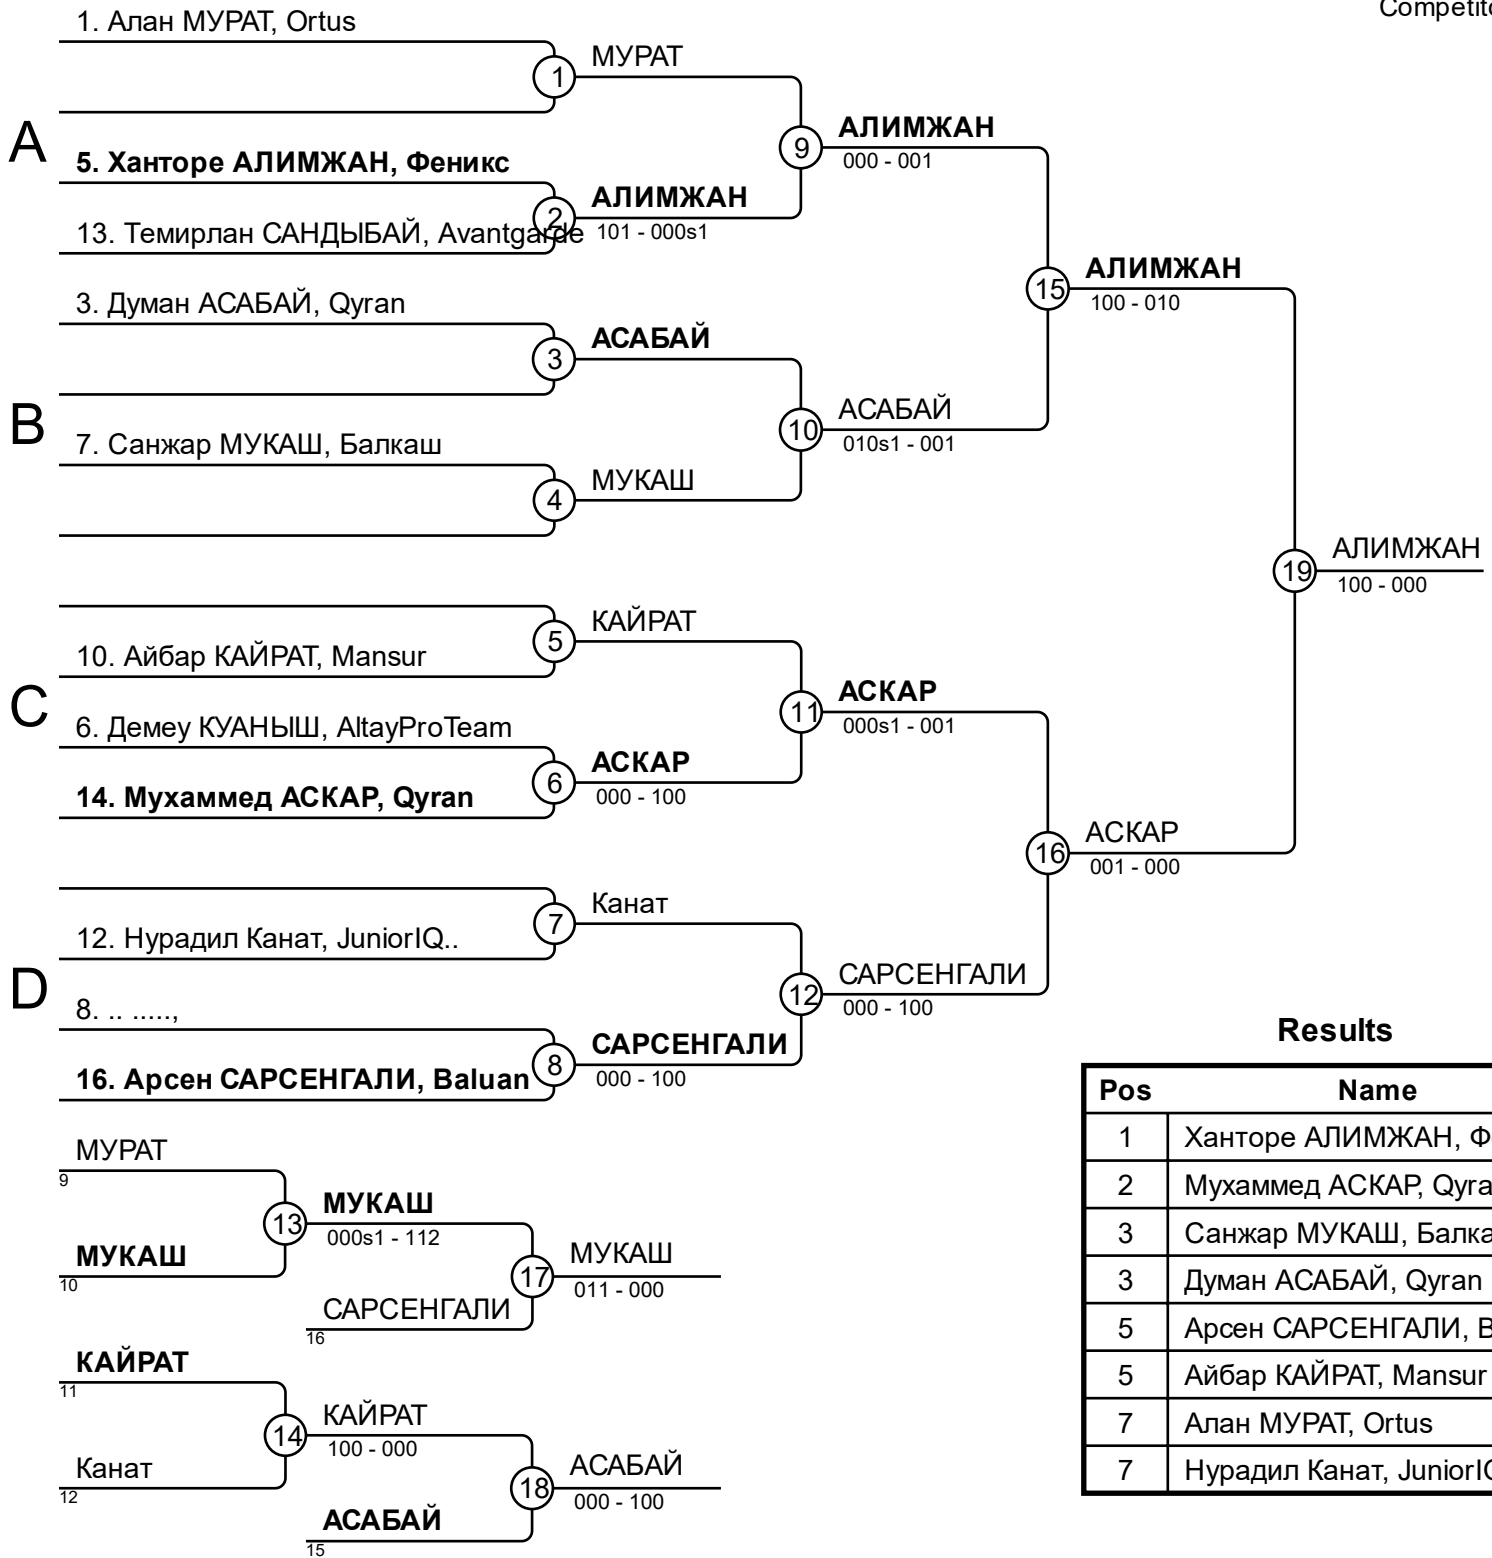 Competito
1. Алан МУРАТ, Ortus
1
МУРАТ
A
9
АЛИМЖАН
000 - 001
5. Ханторе АЛИМЖАН, Феникс
2
АЛИМЖАН
101 - 000s1
13. Темирлан САНДЫБАЙ, Avantgarde
15
АЛИМЖАН
100 - 010
3. Думан АСАБАЙ, Qyran
3
АСАБАЙ
B
10
АСАБАЙ
010s1 - 001
7. Санжар МУКАШ, Балкаш
4
МУКАШ
19
АЛИМЖАН
100 - 000
5
КАЙРАТ
10. Айбар КАЙРАТ, Mansur
C
11
АСКАР
000s1 - 001
6. Демеу КУАНЫШ, AltayProTeam
6
АСКАР
000 - 100
14. Мухаммед АСКАР, Qyran
16
АСКАР
001 - 000
7
Канат
12. Нурадил Канат, JuniorIQ..
D
12
САРСЕНГАЛИ
000 - 100
8. .. .....,
8
САРСЕНГАЛИ
000 - 100
16. Арсен САРСЕНГАЛИ, Baluan
МУРАТ
9
13
МУКАШ
000s1 - 112
МУКАШ
10
17
МУКАШ
011 - 000
САРСЕНГАЛИ
16
КАЙРАТ
11
14
КАЙРАТ
100 - 000
Канат
12
18
АСАБАЙ
000 - 100
АСАБАЙ
15
Results
Pos Name
1 Ханторе АЛИМЖАН, Ф
2 Мухаммед АСКАР, Qyra
3 Санжар МУКАШ, Балка
3 Думан АСАБАЙ, Qyran
5 Арсен САРСЕНГАЛИ, B
5 Айбар КАЙРАТ, Mansur
7 Алан МУРАТ, Ortus
7 Нурадил Канат, JuniorI